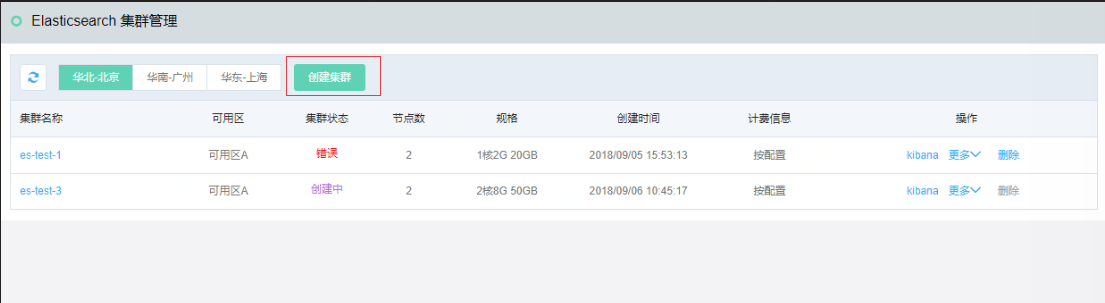 Elasticsearch 集群管理
华北-北京 华南-广州 华东-上海 创建集群
集群名称 可用区 集群状态 节点数 规格 创建时间 计费信息 操作
es-test-1 可用区A 错误 2 1核2G 20GB 2018/09/05 15:53:13 按配置 kibana 更多 删除
es-test-3 可用区A 创建中 2 2核8G 50GB 2018/09/06 10:45:17 按配置 kibana 更多 删除